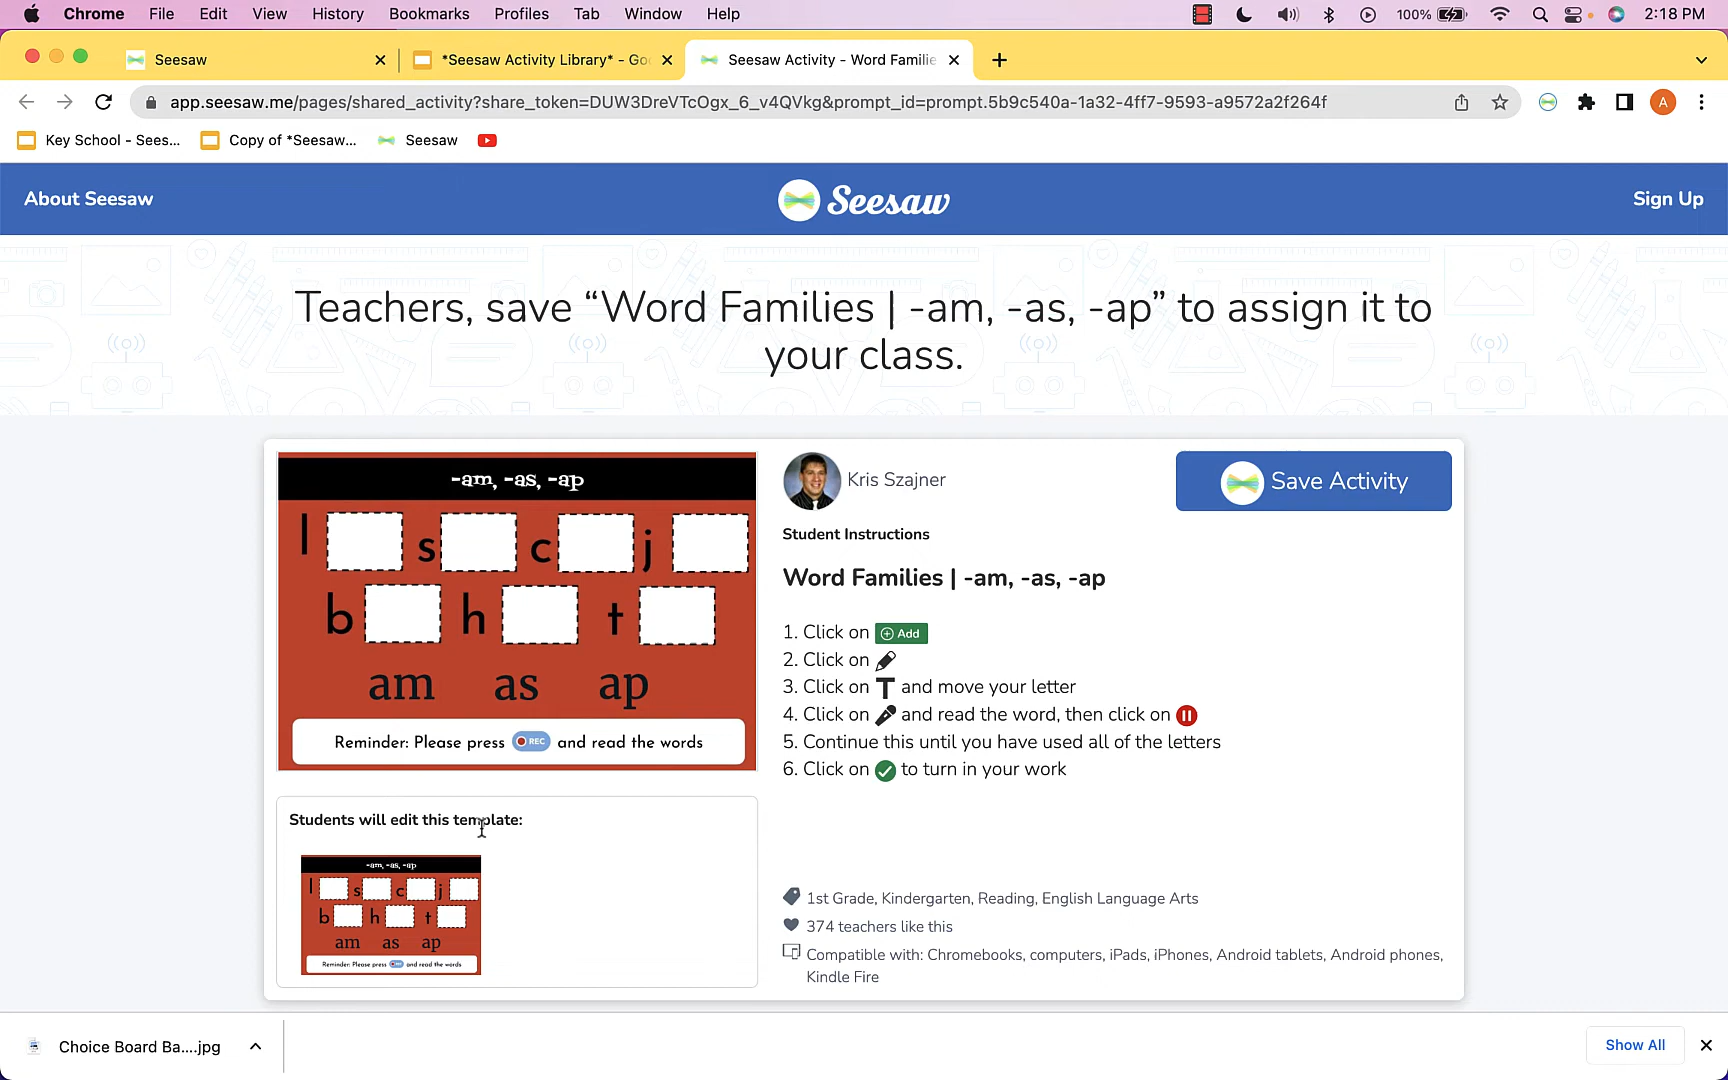 Chrome File Edit View History Bookmarks Profiles Tab Window Help 100% 2:18 PM
Seesaw *Seesaw Activity Library* - Go Seesaw Activity - Word Familie
app.seesaw.me/pages/shared_activity?share_token=DUW3DreVTcOgx_6_v4QVkg&prompt_id=prompt.5b9c540a-1a32-4ff7-9593-a9572a2f264f A
Key School - Sees... Copy of *Seesaw... Seesaw
About Seesaw Seesaw Sign Up
Teachers, save “Word Families | -am, -as, -ap” to assign it to
your class.
-am, -as, -ap
l s c j
b h t
am as ap
Reminder: Please press REC and read the words
Kris Szajner
Save Activity
Student Instructions
Word Families | -am, -as, -ap
1. Click on Add
2. Click on
3. Click on T and move your letter
4. Click on and read the word, then click on
5. Continue this until you have used all of the letters
6. Click on to turn in your work
Students will edit this template:
-am, -as, -ap
l s c j
b h t
am as ap
Reminder: Please press REC and read the words
1st Grade, Kindergarten, Reading, English Language Arts
374 teachers like this
Compatible with: Chromebooks, computers, iPads, iPhones, Android tablets, Android phones,
Kindle Fire
Choice Board Ba....jpg Show All